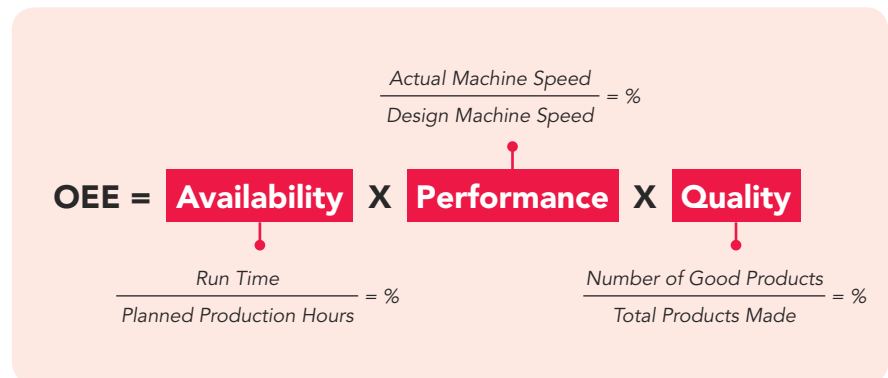 Actual Machine Speed
= %
Design Machine Speed
OEE = Availability X Performance X Quality
Run Time
= %
Planned Production Hours
Number of Good Products
= %
Total Products Made